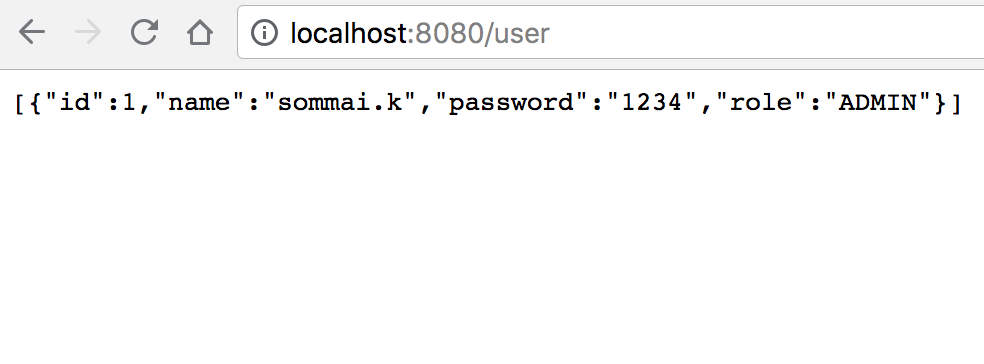 localhost:8080/user
[{"id":1,"name":"sommai.k","password":"1234","role":"ADMIN"}]